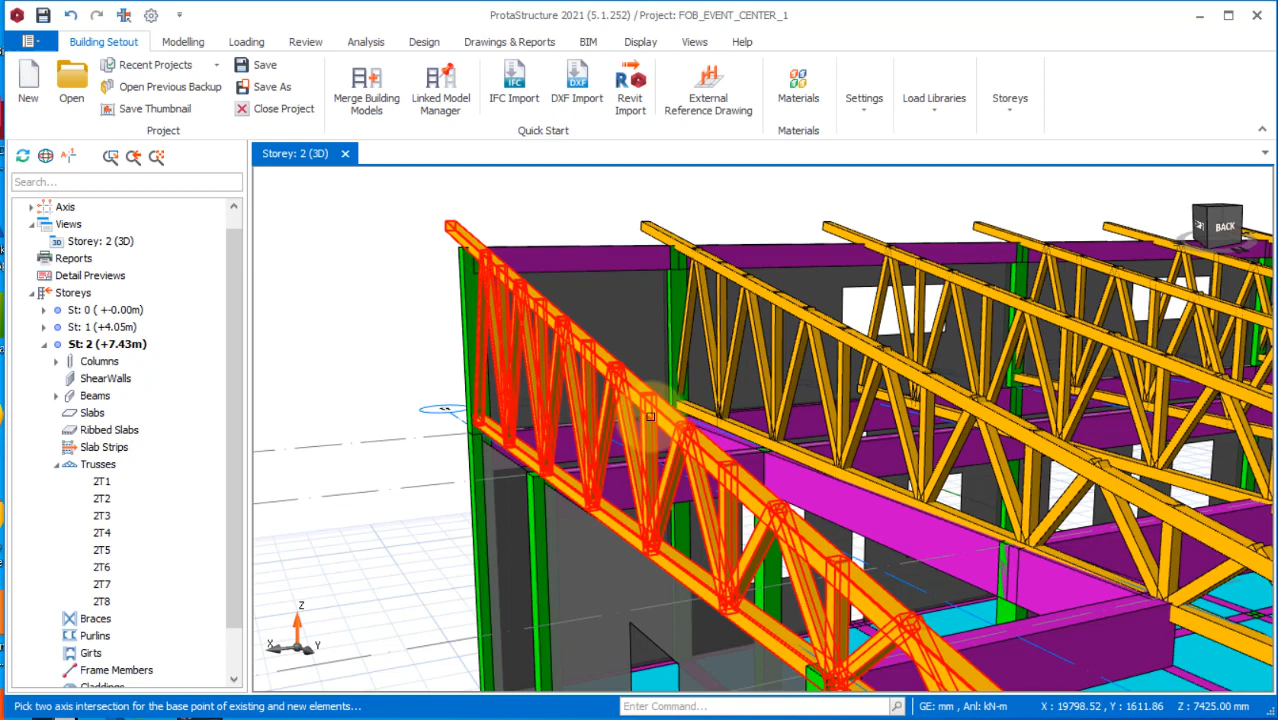 ProtaStructure 2021 (5.1.252) / Project: FOB_EVENT_CENTER_1
Building Setout Modelling Loading Review Analysis Design Drawings & Reports BIM Display Views Help
New
Open
Recent Projects
Open Previous Backup
Save Thumbnail
Save
Save As
Close Project
Project
Merge Building Models
Linked Model Manager
IFC Import
DXF Import
Revit Import
External Reference Drawing
Quick Start
Materials
Materials
Settings
Load Libraries
Storeys
Storey: 2 (3D)
Search...
Axis
Views
Storey: 2 (3D)
Reports
Detail Previews
Storeys
St: 0 ( +-0.00m)
St: 1 (+4.05m)
St: 2 (+7.43m)
Columns
ShearWalls
Beams
Slabs
Ribbed Slabs
Slab Strips
Trusses
2T1
2T2
2T3
2T4
2T5
2T6
2T7
2T8
Braces
Purlins
Girts
Frame Members
Claddings
BACK
Z
X
Y
Pick two axis intersection for the base point of existing and new elements...
Enter Command...
GE: mm , Anl: kN-m
X : 19798.52 , Y : 1611.86
Z : 7425.00 mm